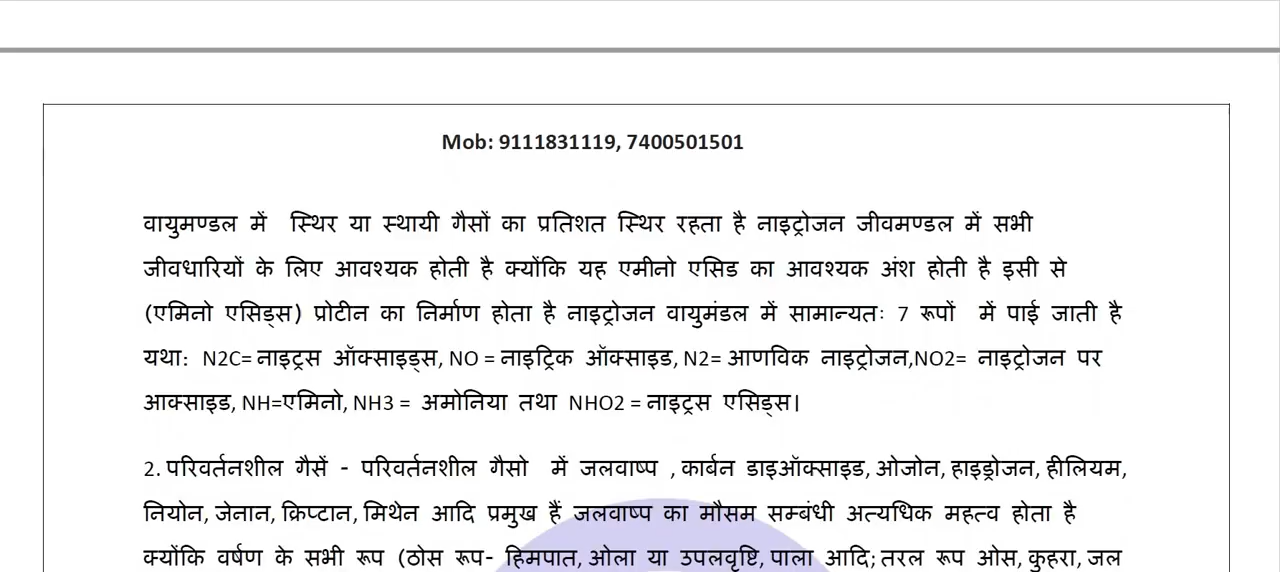 Mob: 9111831119, 7400501501
वायुमण्डल में स्थिर या स्थायी गैसों का प्रतिशत स्थिर रहता है नाइट्रोजन जीवमण्डल में सभी
जीवधारियों के लिए आवश्यक होती है क्योंकि यह एमीनो एसिड का आवश्यक अंश होती है इसी से
(एमिनो एसिड्स) प्रोटीन का निर्माण होता है नाइट्रोजन वायुमंडल में सामान्यतः 7 रूपों में पाई जाती है
यथा: N2C= नाइट्रस ऑक्साइड्स, NO = नाइट्रिक ऑक्साइड, N2= आणविक नाइट्रोजन,NO2= नाइट्रोजन पर
आक्साइड, NH=एमिनो, NH3 = अमोनिया तथा NHO2 = नाइट्रस एसिड्स।
2. परिवर्तनशील गैसें - परिवर्तनशील गैसो में जलवाष्प , कार्बन डाइऑक्साइड, ओजोन, हाइड्रोजन, हीलियम,
नियोन, जेनान, क्रिप्टान, मिथेन आदि प्रमुख हैं जलवाष्प का मौसम सम्बंधी अत्यधिक महत्व होता है
क्योंकि वर्षण के सभी रूप (ठोस रूप- हिमपात, ओला या उपलवृष्टि, पाला आदि; तरल रूप ओस, कुहरा, जल